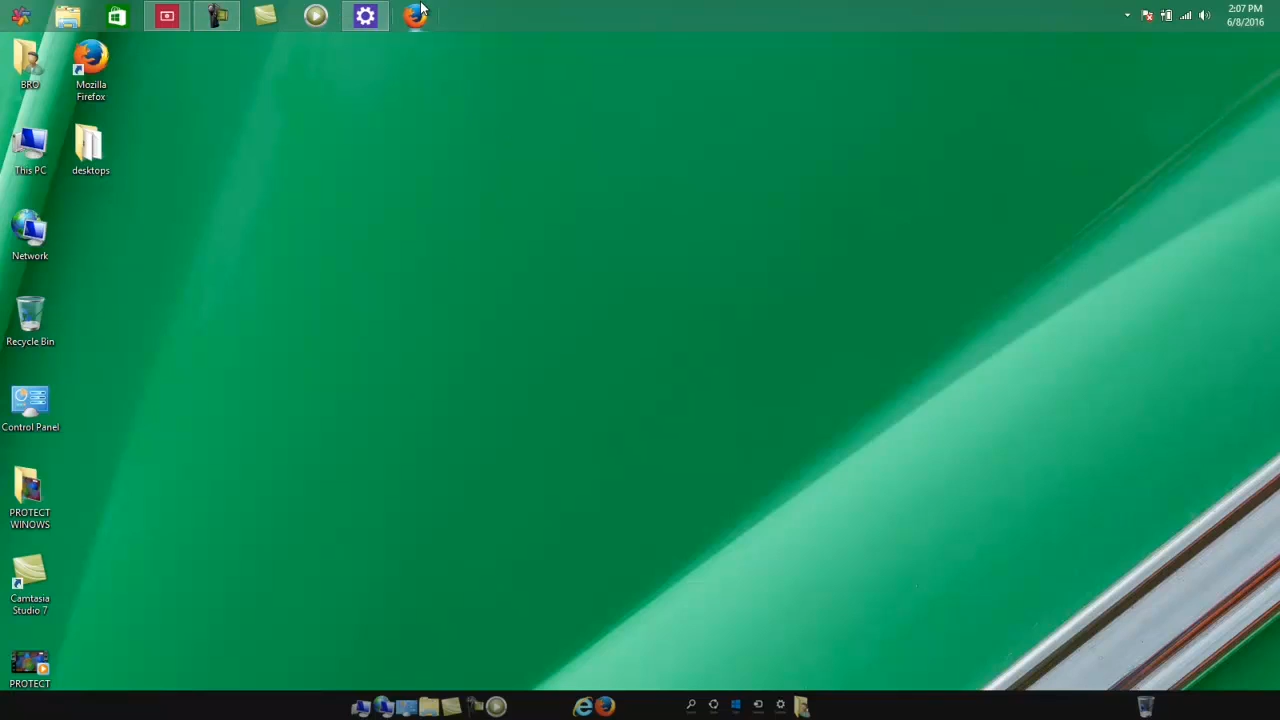 2:07 PM
6/8/2016
BRO
Mozilla
Firefox
This PC
desktops
Network
Recycle Bin
Control Panel
PROTECT
WINOWS
Camtasia
Studio 7
PROTECT